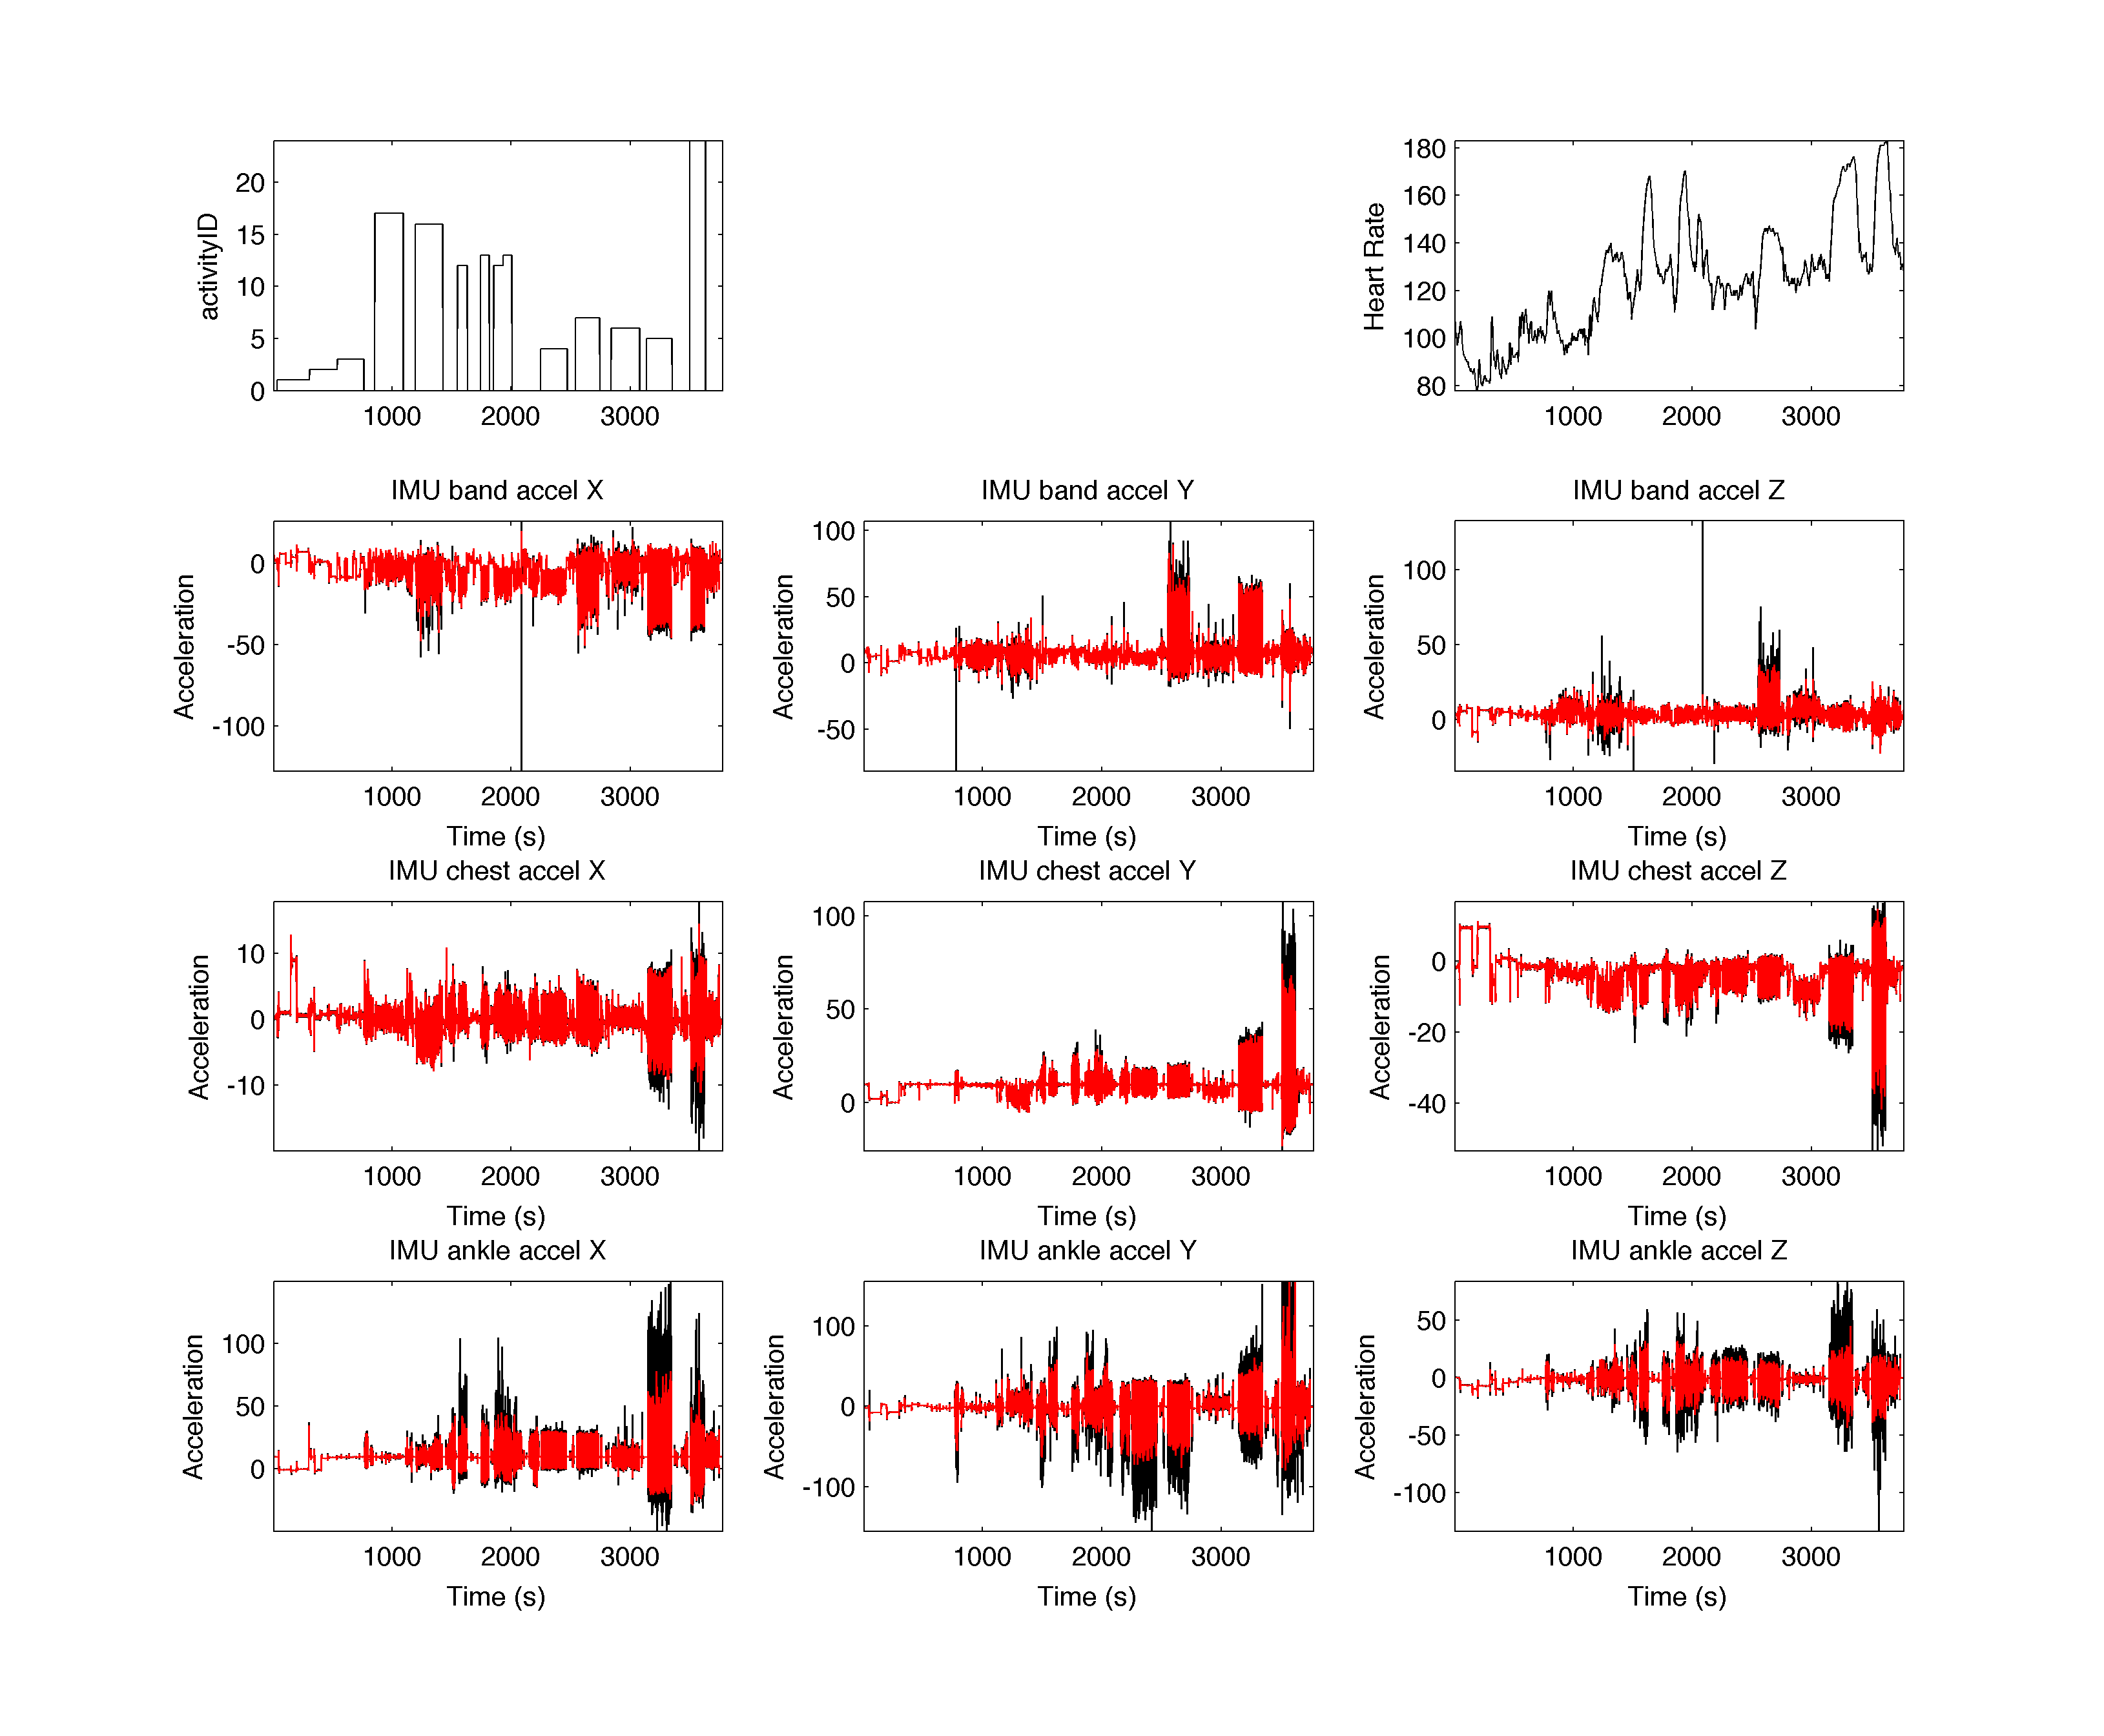 activityID
20
15
10
5
0
1000 2000 3000
Heart Rate
180
160
140
120
100
80
1000 2000 3000
IMU band accel X
Acceleration
0
-50
-100
1000 2000 3000
Time (s)
IMU band accel Y
Acceleration
100
50
0
-50
1000 2000 3000
Time (s)
IMU band accel Z
Acceleration
100
50
0
1000 2000 3000
Time (s)
IMU chest accel X
Acceleration
10
0
-10
1000 2000 3000
Time (s)
IMU chest accel Y
Acceleration
100
50
0
1000 2000 3000
Time (s)
IMU chest accel Z
Acceleration
0
-20
-40
1000 2000 3000
Time (s)
IMU ankle accel X
Acceleration
100
50
0
1000 2000 3000
Time (s)
IMU ankle accel Y
Acceleration
100
0
-100
1000 2000 3000
Time (s)
IMU ankle accel Z
Acceleration
50
0
-50
-100
1000 2000 3000
Time (s)